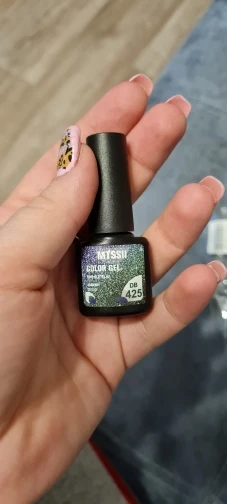 MTSSII
COLOR GEL
DB
425